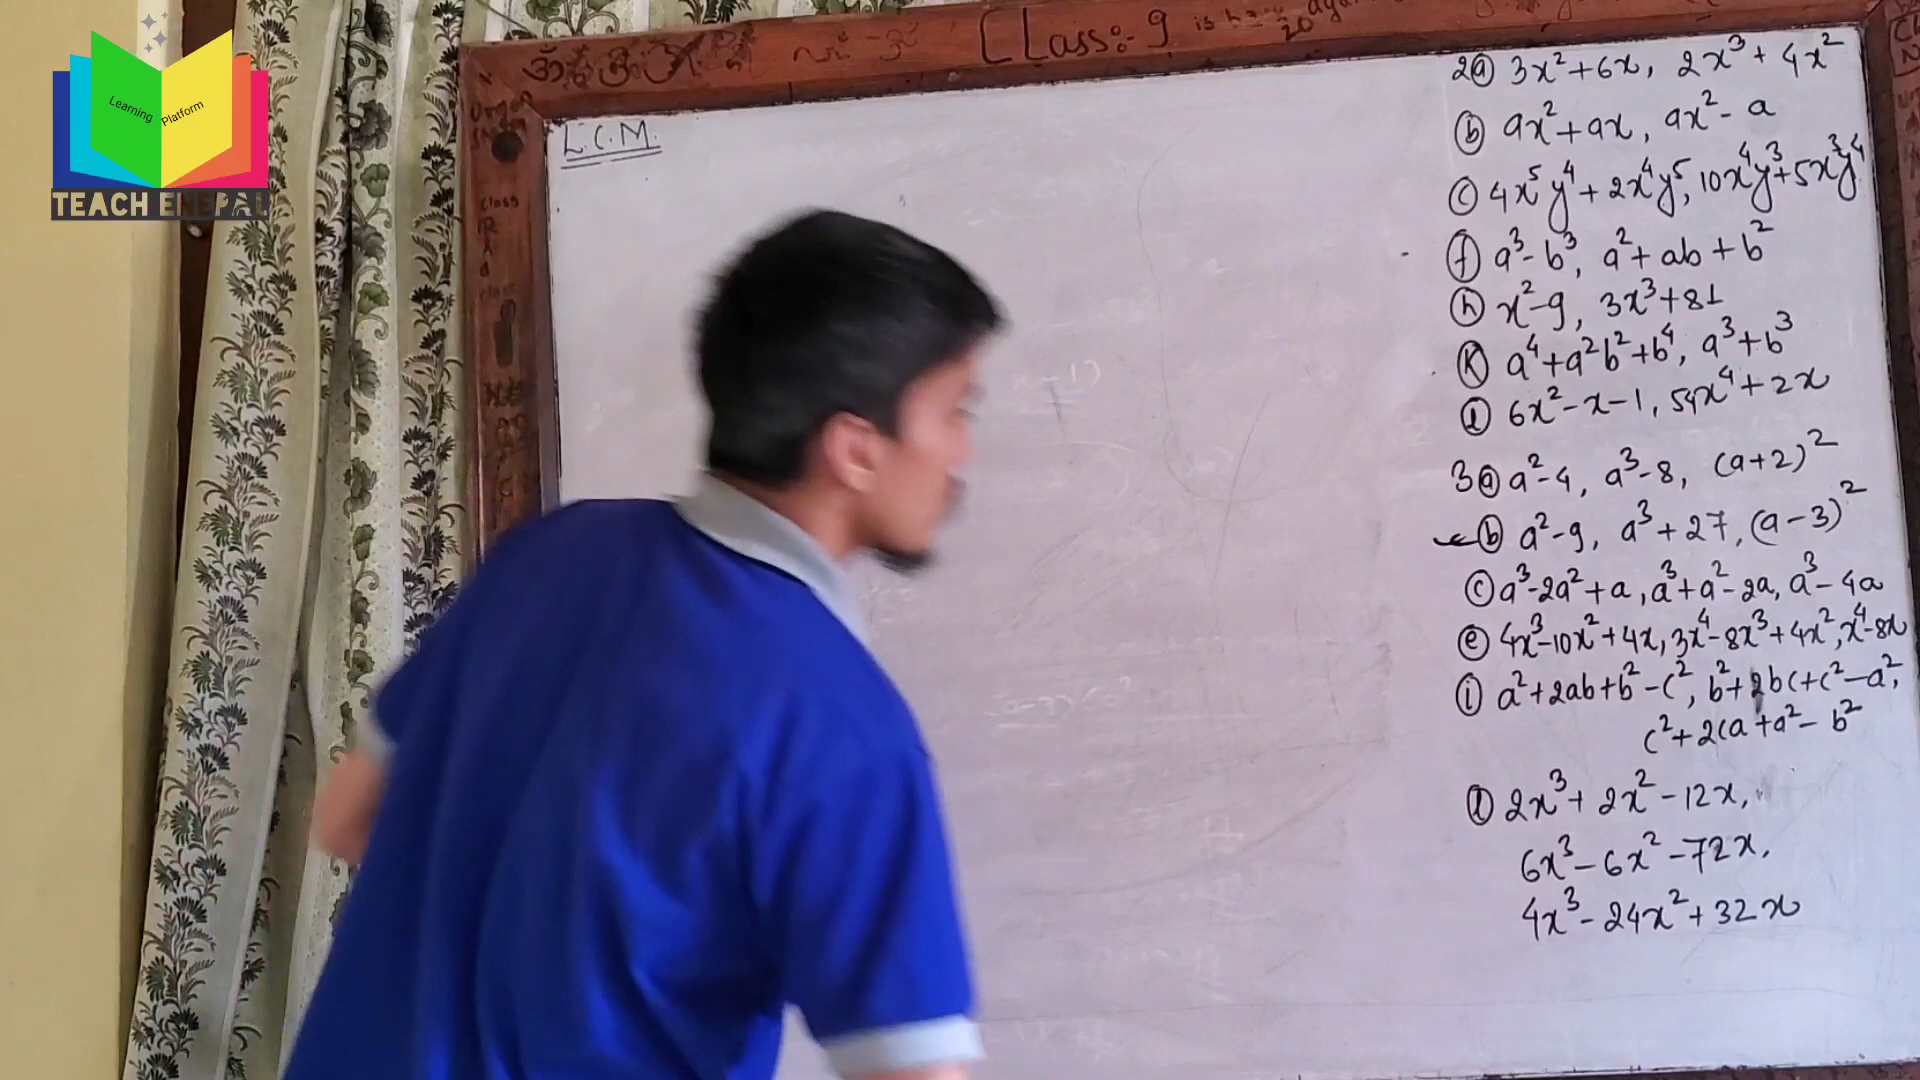 Learning Platform
TEACH ENEPAL
Class:- 9
L.C.M.
2ⓐ 3x²+6x, 2x³+4x²
ⓑ ax²+ax, ax²-a
ⓒ 4x⁵y⁴+2x⁴y⁵, 10x⁴y³+5x³y⁴
ⓕ a³-b³, a²+ab+b²
ⓗ x²-9, 3x³+81
ⓚ a⁴+a²b²+b⁴, a³+b³
ⓛ 6x²-x-1, 54x⁴+2x
3ⓐ a²-4, a³-8, (a+2)²
ⓑ a²-9, a³+27, (a-3)²
ⓒ a³-2a²+a, a³+a²-2a, a³-4a
ⓔ 4x³-10x²+4x, 3x⁴-8x³+4x², x⁴-8x
ⓘ a²+2ab+b²-c², b²+2bc+c²-a²,
c²+2ca+a²-b²
ⓛ 2x³+2x²-12x,
6x³-6x²-72x,
4x³-24x²+32x